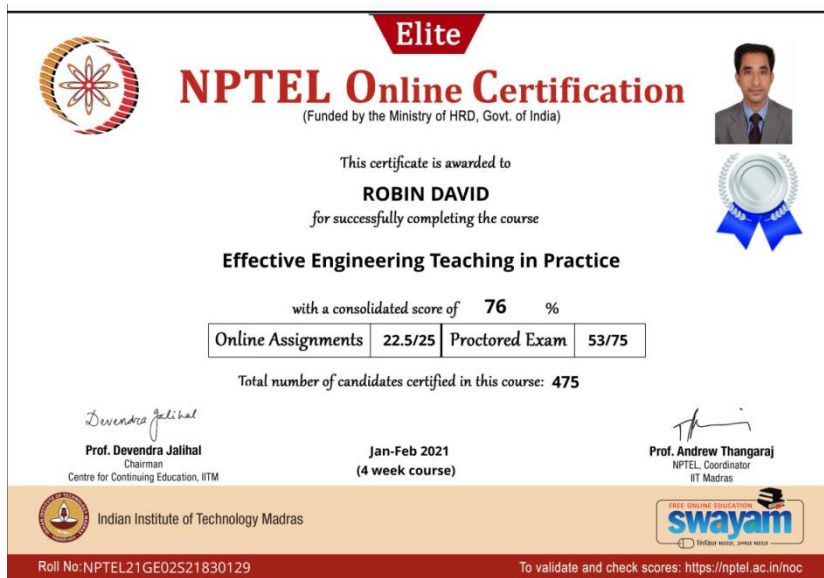 Elite
NPTEL Online Certification
(Funded by the Ministry of HRD, Govt. of India)
This certificate is awarded to
ROBIN DAVID
for successfully completing the course
Effective Engineering Teaching in Practice
with a consolidated score of 76 %
Online Assignments 22.5/25 Proctored Exam 53/75
Total number of candidates certified in this course: 475
Devendra Jalihal
Prof. Devendra Jalihal
Chairman
Centre for Continuing Education, IITM
Jan-Feb 2021
(4 week course)
Prof. Andrew Thangaraj
NPTEL, Coordinator
IIT Madras
Indian Institute of Technology Madras
FREE ONLINE EDUCATION
swayam
शिक्षित भारत, उन्नत भारत
Roll No: NPTEL21GE02S21830129
To validate and check scores: https://nptel.ac.in/noc